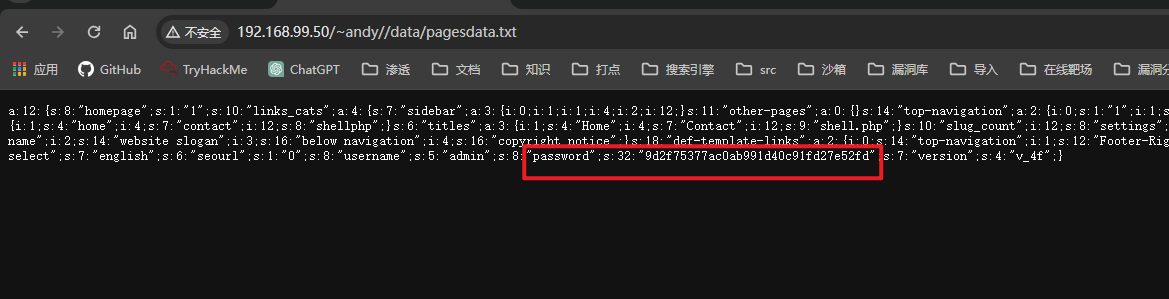 不安全 192.168.99.50/~andy//data/pagesdata.txt
应用 GitHub TryHackMe ChatGPT 渗透 文档 知识 打点 搜索引擎 src 沙箱 漏洞库 导入 在线靶场 漏洞分
a:12:{s:8:"homepage";s:1:"1";s:10:"links_cats";a:4:{s:7:"sidebar";a:3:{i:0;i:1;i:1;i:4;i:2;i:12;}s:11:"other-pages";a:0:{}s:14:"top-navigation";a:2:{i:0;s:1:"1";i:1;s
{i:1;s:4:"home";i:4;s:7:"contact";i:12;s:8:"shellphp";}s:6:"titles";a:3:{i:1;s:4:"Home";i:4;s:7:"Contact";i:12;s:9:"shell.php";}s:10:"slug_count";i:12;s:8:"settings"
name";i:2;s:14:"website slogan";i:3;s:16:"below navigation";i:4;s:16:"copyright notice";}s:18:"def-template-links";a:2:{i:0;s:14:"top-navigation";i:1;s:12:"Footer-Rig
select";s:7:"english";s:6:"seourl";s:1:"0";s:8:"username";s:5:"admin";s:8:"password";s:32:"9d2f75377ac0ab991d40c91fd27e52fd";s:7:"version";s:4:"v_4f";}